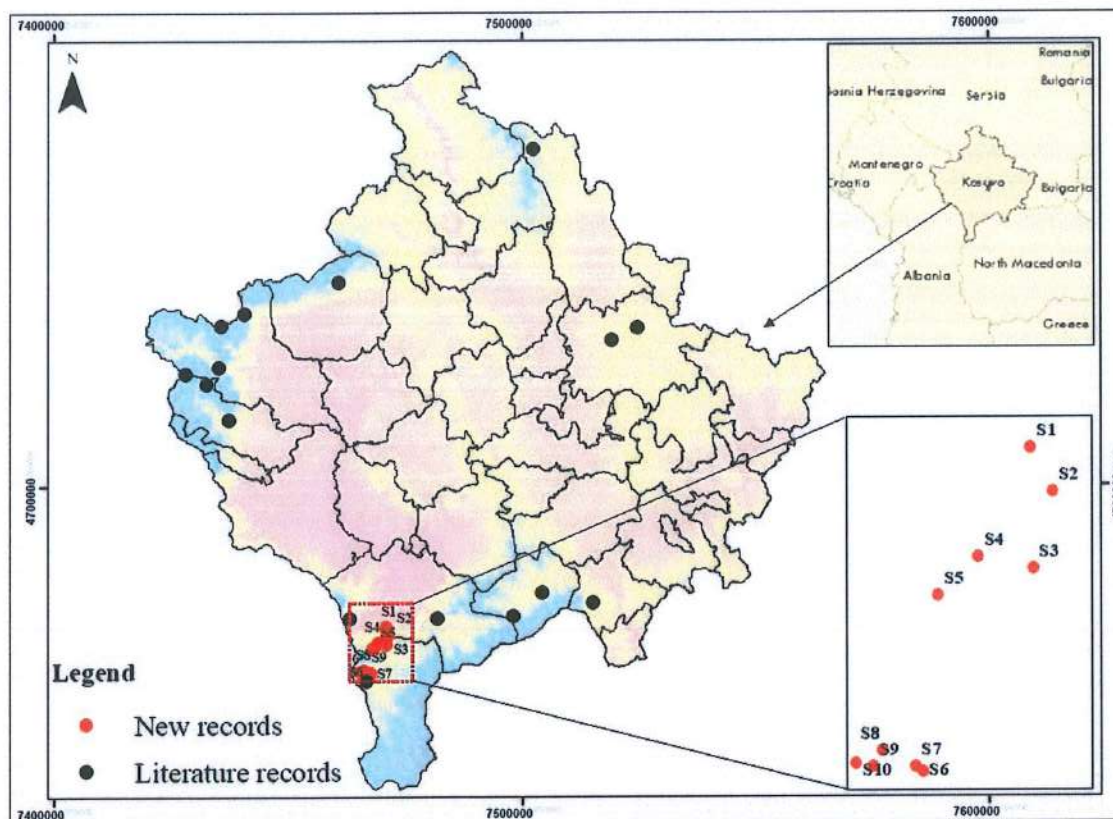 7400000
7500000
7600000
N
Romania
Bulgaria
osnia Herzegovina
Serbia
Montenegro
Croatia
Kosovo
Bulgaria
Albania
North Macedonia
Greece
4700000
S1
S2
S4
S3
S5
S1
S2
S4
S3
S9
S7
S8
S9
S7
S10
S6
Legend
New records
Literature records
7400000
7500000
7600000